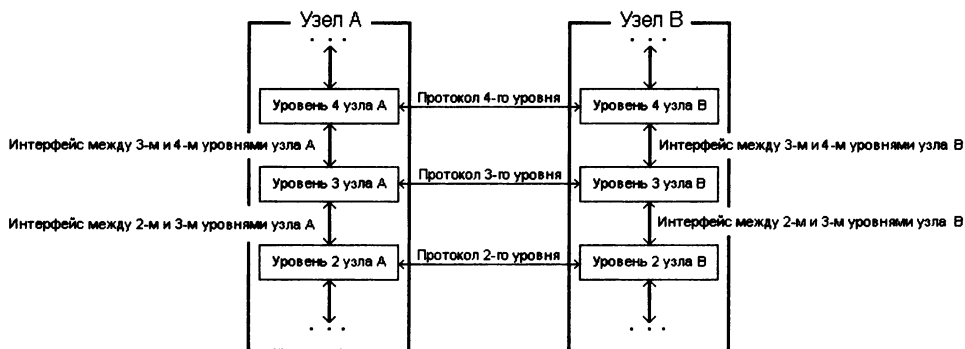 Узел А
Узел В
. . .
. . .
Уровень 4 узла А
Протокол 4-го уровня
Уровень 4 узла В
Интерфейс между 3-м и 4-м уровнями узла А
Интерфейс между 3-м и 4-м уровнями узла В
Уровень 3 узла А
Протокол 3-го уровня
Уровень 3 узла В
Интерфейс между 2-м и 3-м уровнями узла А
Интерфейс между 2-м и 3-м уровнями узла В
Уровень 2 узла А
Протокол 2-го уровня
Уровень 2 узла В
. . .
. . .